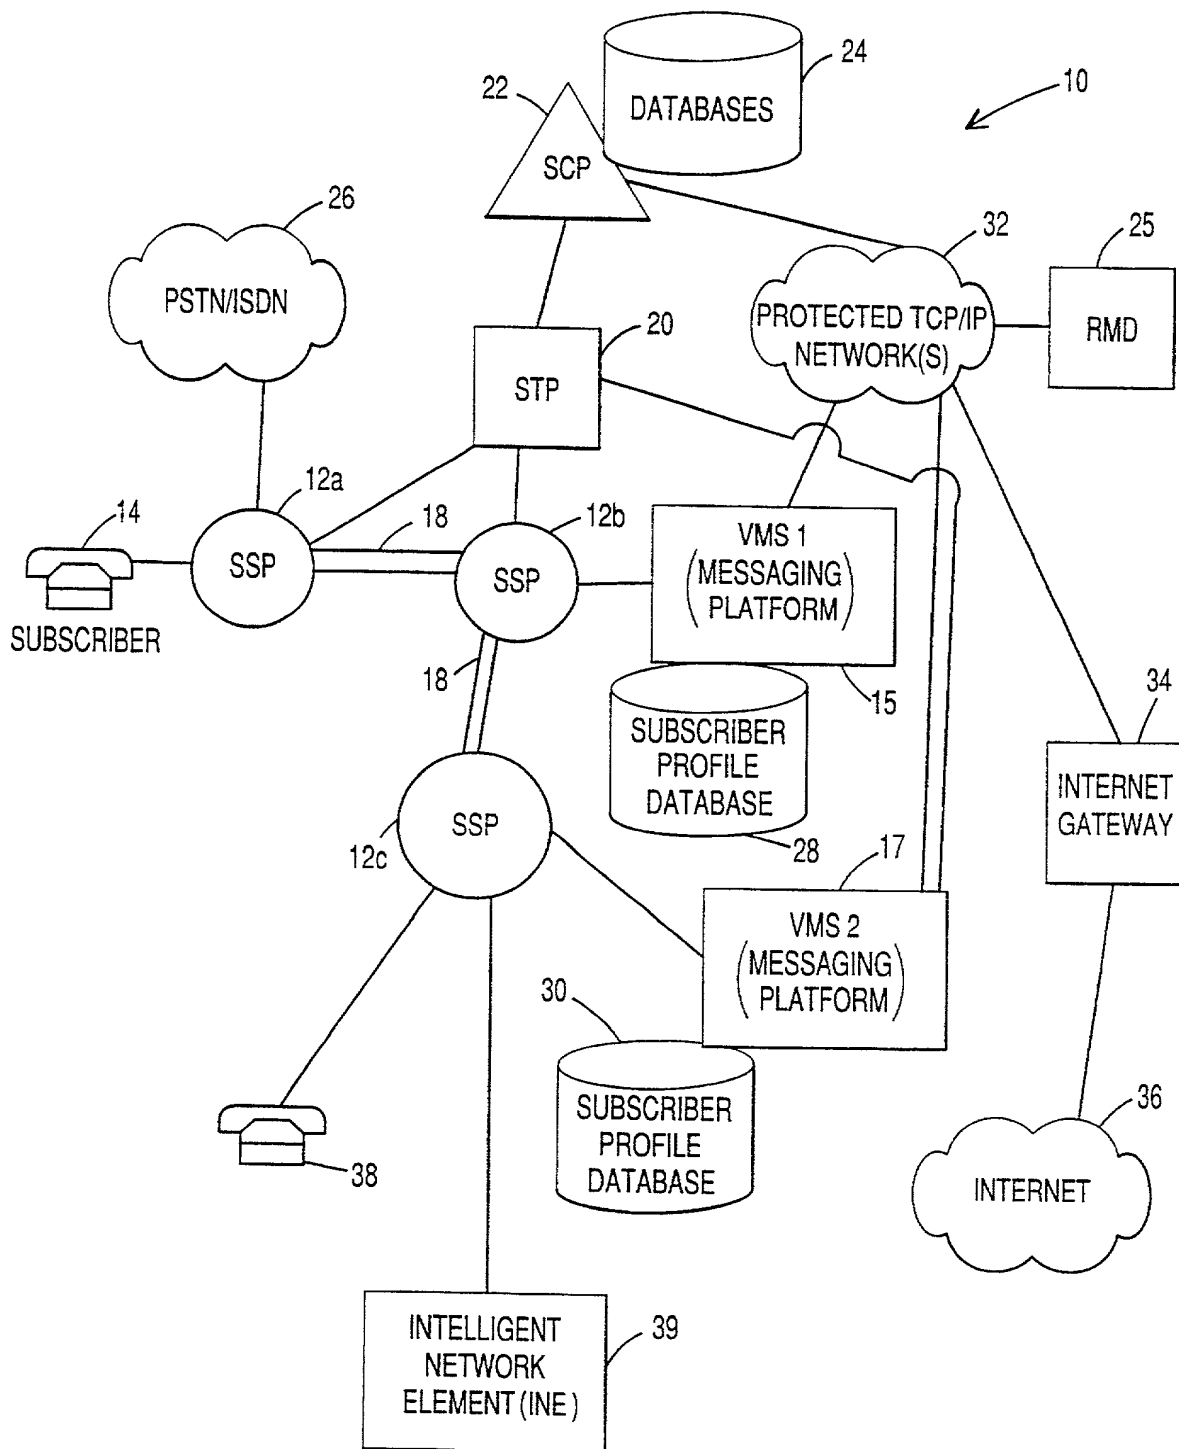 24
DATABASES
22
10
SCP
26
32
25
PSTN/ISDN
20
PROTECTED TCP/IP
NETWORK(S)
RMD
STP
12a
14
18
12b
VMS 1
(MESSAGING
PLATFORM)
SSP
SSP
SUBSCRIBER
18
15
34
SUBSCRIBER
PROFILE
DATABASE
INTERNET
GATEWAY
SSP
12c
28
17
VMS 2
(MESSAGING
PLATFORM)
30
SUBSCRIBER
PROFILE
DATABASE
36
38
INTERNET
INTELLIGENT
NETWORK
ELEMENT (INE)
39